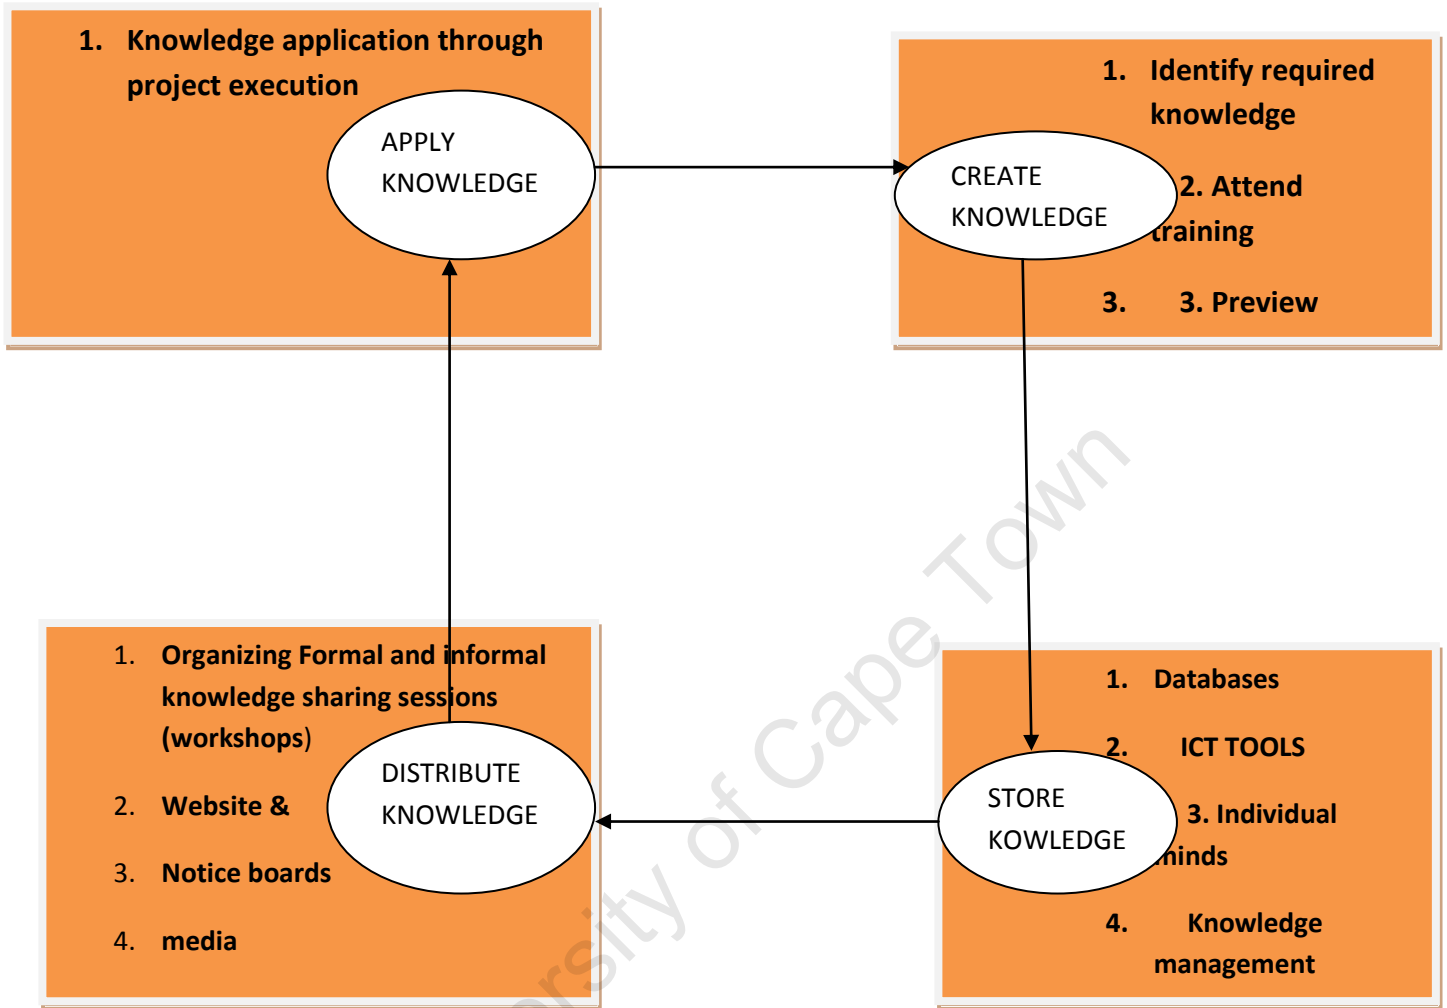 1. Knowledge application through
project execution
APPLY
KNOWLEDGE
1. Identify required
knowledge
2. Attend
training
3. 3. Preview
CREATE
KNOWLEDGE
1. Organizing Formal and informal
knowledge sharing sessions
(workshops)
2. Website &
3. Notice boards
4. media
DISTRIBUTE
KNOWLEDGE
1. Databases
2. ICT TOOLS
3. Individual
minds
4. Knowledge
management
STORE
KOWLEDGE
of Cape Town